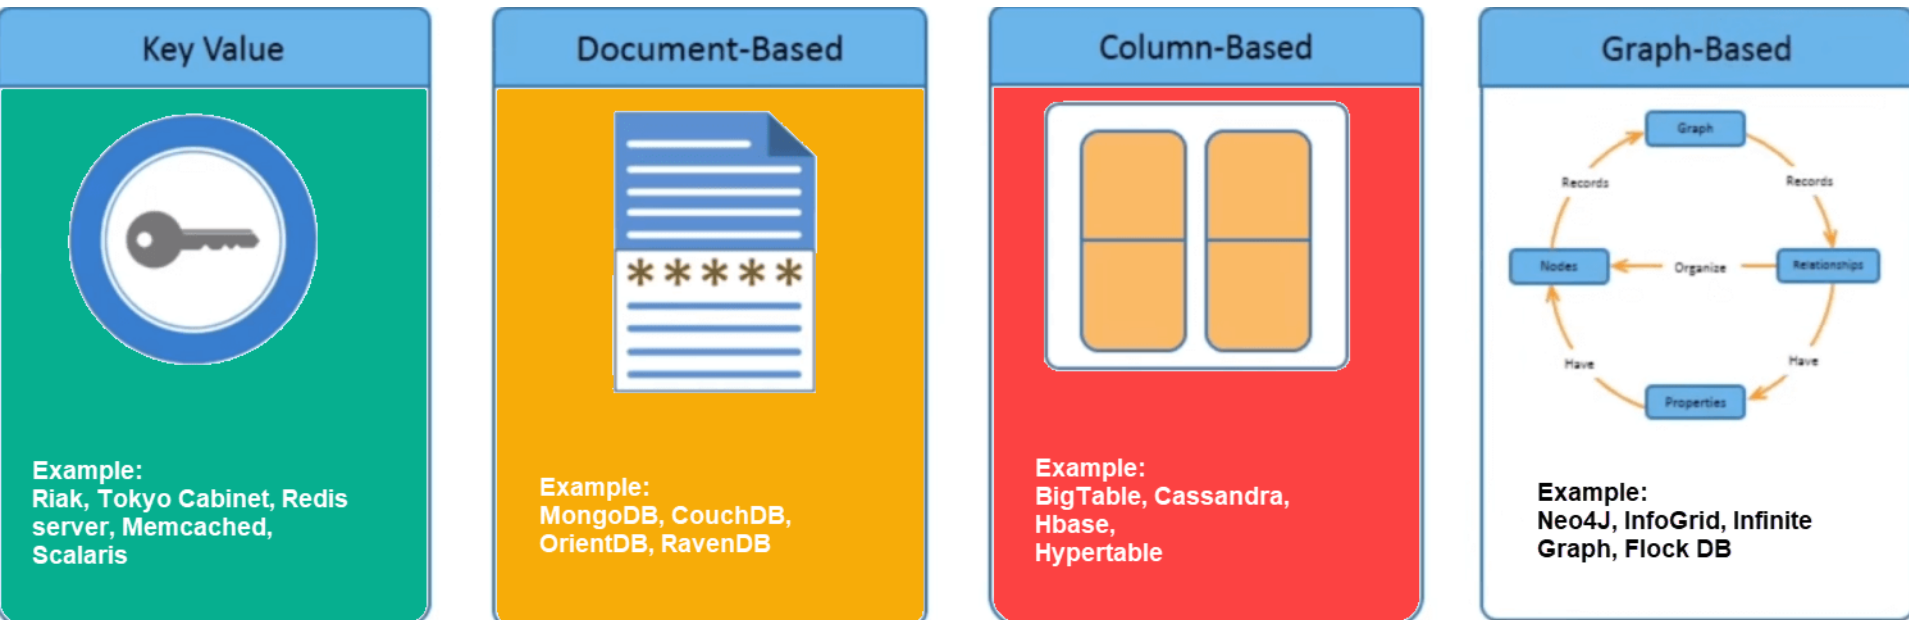 Key Value
Example:
Riak, Tokyo Cabinet, Redis
server, Memcached,
Scalaris
Document-Based
* * * * *
Example:
MongoDB, CouchDB,
OrientDB, RavenDB
Column-Based
Example:
BigTable, Cassandra,
Hbase,
Hypertable
Graph-Based
Graph
Records
Records
Nodes
Organize
Relationships
Have
Have
Properties
Example:
Neo4J, InfoGrid, Infinite
Graph, Flock DB